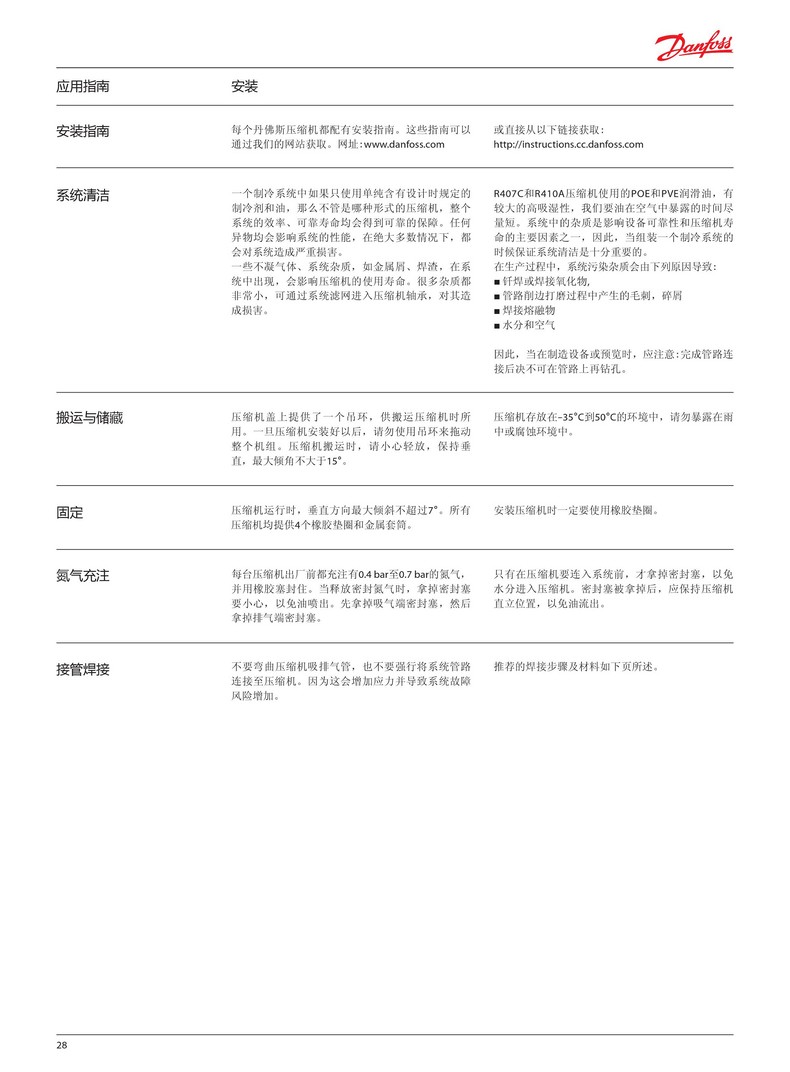 Danfoss
应用指南
安装
安装指南
每个丹佛斯压缩机都配有安装指南。这些指南可以
通过我们的网站获取。网址：www.danfoss.com
或直接从以下链接获取：
http://instructions.cc.danfoss.com
系统清洁
一个制冷系统中如果只使用单纯含有设计时规定的
制冷剂和油，那么不管是哪种形式的压缩机，整个
系统的效率、可靠寿命均会得到可靠的保障。任何
异物均会影响系统的性能，在绝大多数情况下，都
会对系统造成严重损害。
一些不凝气体、系统杂质，如金属屑、焊渣，在系
统中出现，会影响压缩机的使用寿命。很多杂质都
非常小，可通过系统滤网进入压缩机轴承，对其造
成损害。
R407C和R410A压缩机使用的POE和PVE润滑油，有
较大的高吸湿性，我们要油在空气中暴露的时间尽
量短。系统中的杂质是影响设备可靠性和压缩机寿
命的主要因素之一，因此，当组装一个制冷系统的
时候保证系统清洁是十分重要的。
在生产过程中，系统污染杂质会由下列原因导致：
■ 钎焊或焊接氧化物,
■ 管路削边打磨过程中产生的毛刺，碎屑
■ 焊接熔融物
■ 水分和空气
因此，当在制造设备或预览时，应注意：完成管路连
接后决不可在管路上再钻孔。
搬运与储藏
压缩机盖上提供了一个吊环，供搬运压缩机时所
用。一旦压缩机安装好以后，请勿使用吊环来拖动
整个机组。压缩机搬运时，请小心轻放，保持垂
直，最大倾角不大于15°。
压缩机存放在–35°C到50°C的环境中，请勿暴露在雨
中或腐蚀环境中。
固定
压缩机运行时，垂直方向最大倾斜不超过7°。所有
压缩机均提供4个橡胶垫圈和金属套筒。
安装压缩机时一定要使用橡胶垫圈。
氮气充注
每台压缩机出厂前都充注有0.4 bar至0.7 bar的氮气，
并用橡胶塞封住。当释放密封氮气时，拿掉密封塞
要小心，以免油喷出。先拿掉吸气端密封塞，然后
拿掉排气端密封塞。
只有在压缩机要连入系统前，才拿掉密封塞，以免
水分进入压缩机。密封塞被拿掉后，应保持压缩机
直立位置，以免油流出。
接管焊接
不要弯曲压缩机吸排气管，也不要强行将系统管路
连接至压缩机。因为这会增加应力并导致系统故障
风险增加。
推荐的焊接步骤及材料如下页所述。
28